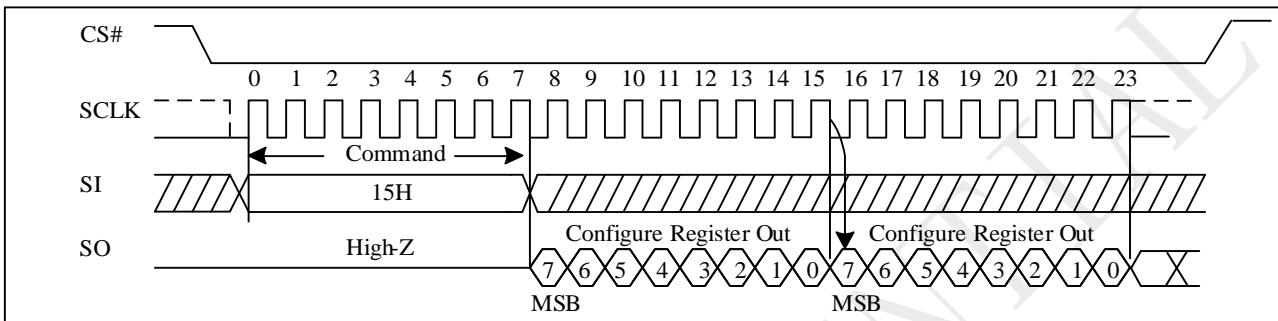 CS#
0 1 2 3 4 5 6 7 8 9 10 11 12 13 14 15 16 17 18 19 20 21 22 23
SCLK
Command
SI
15H
SO
High-Z
Configure Register Out Configure Register Out
7 6 5 4 3 2 1 0 7 6 5 4 3 2 1 0
MSB MSB
NTIAL